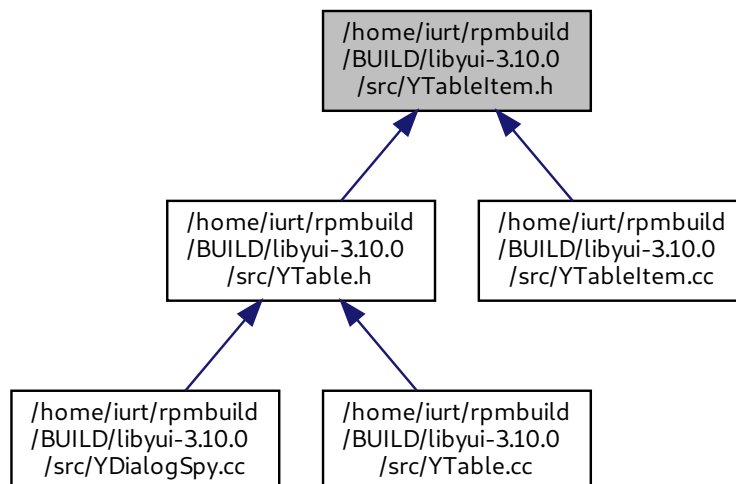 /home/iurt/rpmbuild
/BUILD/libyui-3.10.0
/src/YTableItem.h
/home/iurt/rpmbuild
/BUILD/libyui-3.10.0
/src/YTable.h
/home/iurt/rpmbuild
/BUILD/libyui-3.10.0
/src/YTableItem.cc
/home/iurt/rpmbuild
/BUILD/libyui-3.10.0
/src/YDialogSpy.cc
/home/iurt/rpmbuild
/BUILD/libyui-3.10.0
/src/YTable.cc